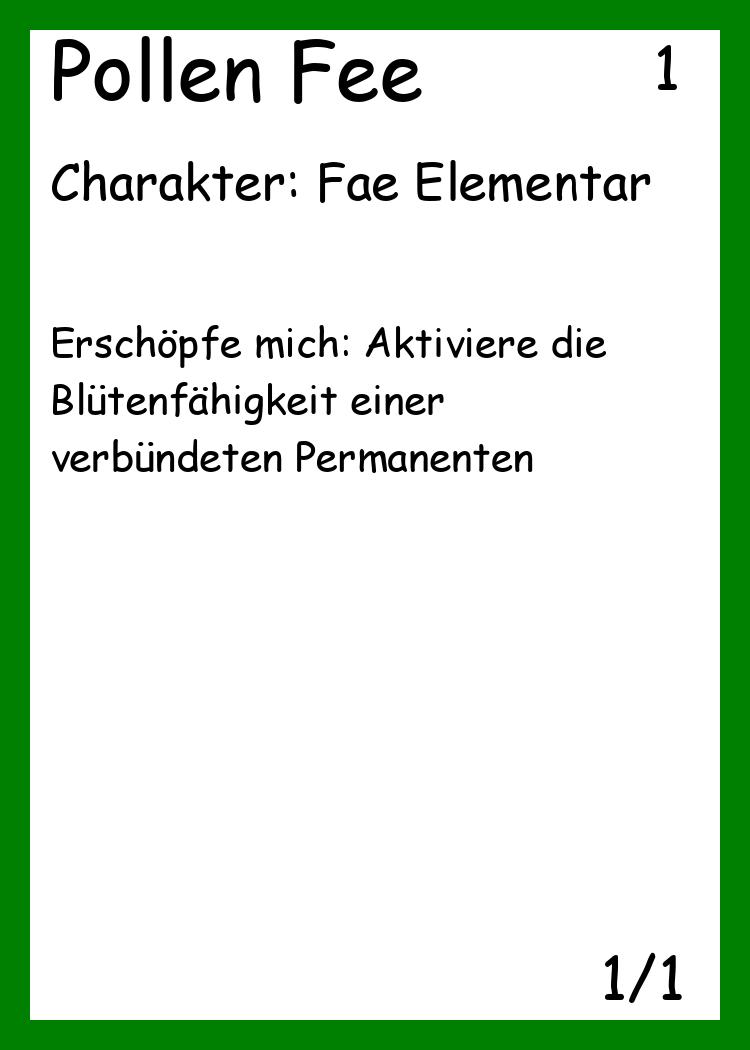 Pollen Fee 1
Charakter: Fae Elementar
Erschöpfe mich: Aktiviere die
Blütenfähigkeit einer
verbündeten Permanenten
1/1